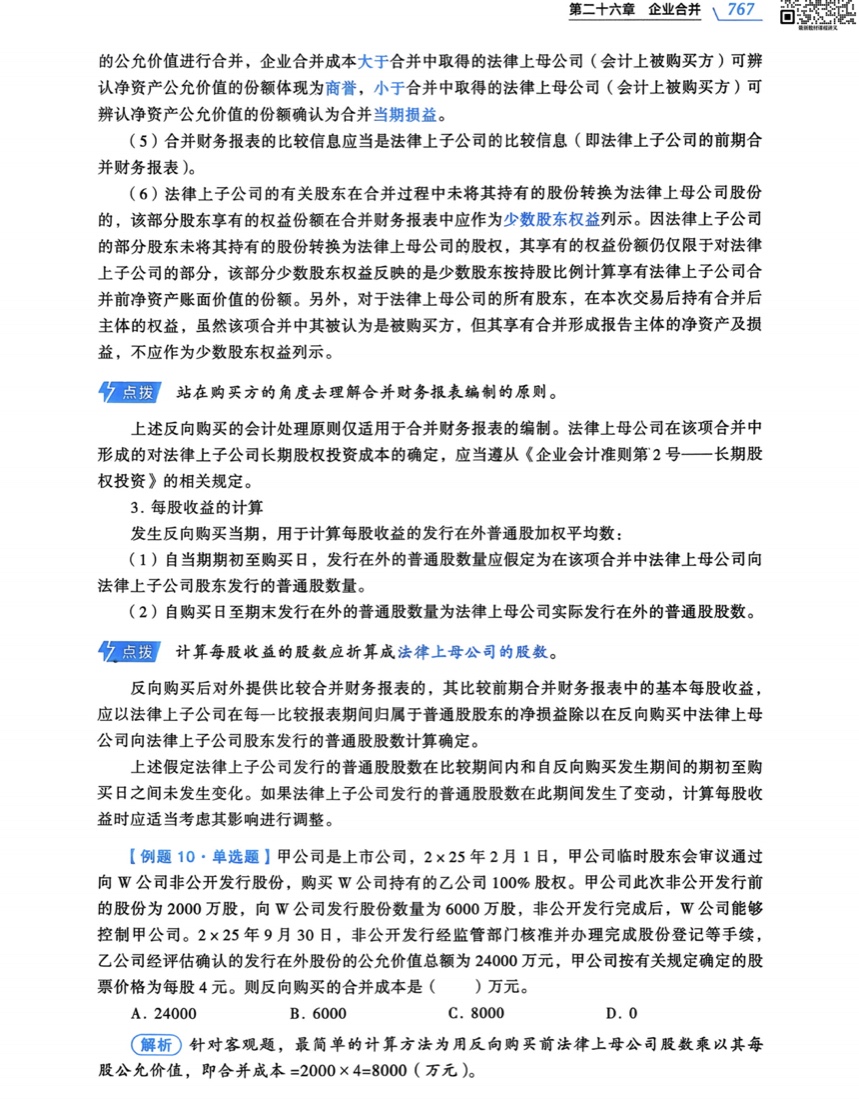 第二十六章 企业合并 767
的公允价值进行合并，企业合并成本大于合并中取得的法律上母公司（会计上被购买方）可辨
认净资产公允价值的份额体现为商誉，小于合并中取得的法律上母公司（会计上被购买方）可
辨认净资产公允价值的份额确认为合并当期损益。
（5）合并财务报表的比较信息应当是法律上子公司的比较信息（即法律上子公司的前期合
并财务报表）。
（6）法律上子公司的有关股东在合并过程中未将其持有的股份转换为法律上母公司股份
的，该部分股东享有的权益份额在合并财务报表中应作为少数股东权益列示。因法律上子公司
的部分股东未将其持有的股份转换为法律上母公司的股权，其享有的权益份额仍仅限于对法律
上子公司的部分，该部分少数股东权益反映的是少数股东按持股比例计算享有法律上子公司合
并前净资产账面价值的份额。另外，对于法律上母公司的所有股东，在本次交易后持有合并后
主体的权益，虽然该项合并中其被认为是被购买方，但其享有合并形成报告主体的净资产及损
益，不应作为少数股东权益列示。
点拨 站在购买方的角度去理解合并财务报表编制的原则。
上述反向购买的会计处理原则仅适用于合并财务报表的编制。法律上母公司在该项合并中
形成的对法律上子公司长期股权投资成本的确定，应当遵从《企业会计准则第2号——长期股
权投资》的相关规定。
3. 每股收益的计算
发生反向购买当期，用于计算每股收益的发行在外普通股加权平均数：
（1）自当期期初至购买日，发行在外的普通股数量应假定为在该项合并中法律上母公司向
法律上子公司股东发行的普通股数量。
（2）自购买日至期末发行在外的普通股数量为法律上母公司实际发行在外的普通股股数。
点拨 计算每股收益的股数应折算成法律上母公司的股数。
反向购买后对外提供比较合并财务报表的，其比较前期合并财务报表中的基本每股收益，
应以法律上子公司在每一比较报表期间归属于普通股股东的净损益除以在反向购买中法律上母
公司向法律上子公司股东发行的普通股股数计算确定。
上述假定法律上子公司发行的普通股股数在比较期间内和自反向购买发生期间的期初至购
买日之间未发生变化。如果法律上子公司发行的普通股股数在此期间发生了变动，计算每股收
益时应适当考虑其影响进行调整。
【例题10·单选题】甲公司是上市公司，2×25年2月1日，甲公司临时股东会审议通过
向W公司非公开发行股份，购买W公司持有的乙公司100%股权。甲公司此次非公开发行前
的股份为2000万股，向W公司发行股份数量为6000万股，非公开发行完成后，W公司能够
控制甲公司。2×25年9月30日，非公开发行经监管部门核准并办理完成股份登记等手续，
乙公司经评估确认的发行在外股份的公允价值总额为24000万元，甲公司按有关规定确定的股
票价格为每股4元。则反向购买的合并成本是（ ）万元。
A. 24000 B. 6000 C. 8000 D. 0
解析 针对客观题，最简单的计算方法为用反向购买前法律上母公司股数乘以其每
股公允价值，即合并成本=2000×4=8000（万元）。